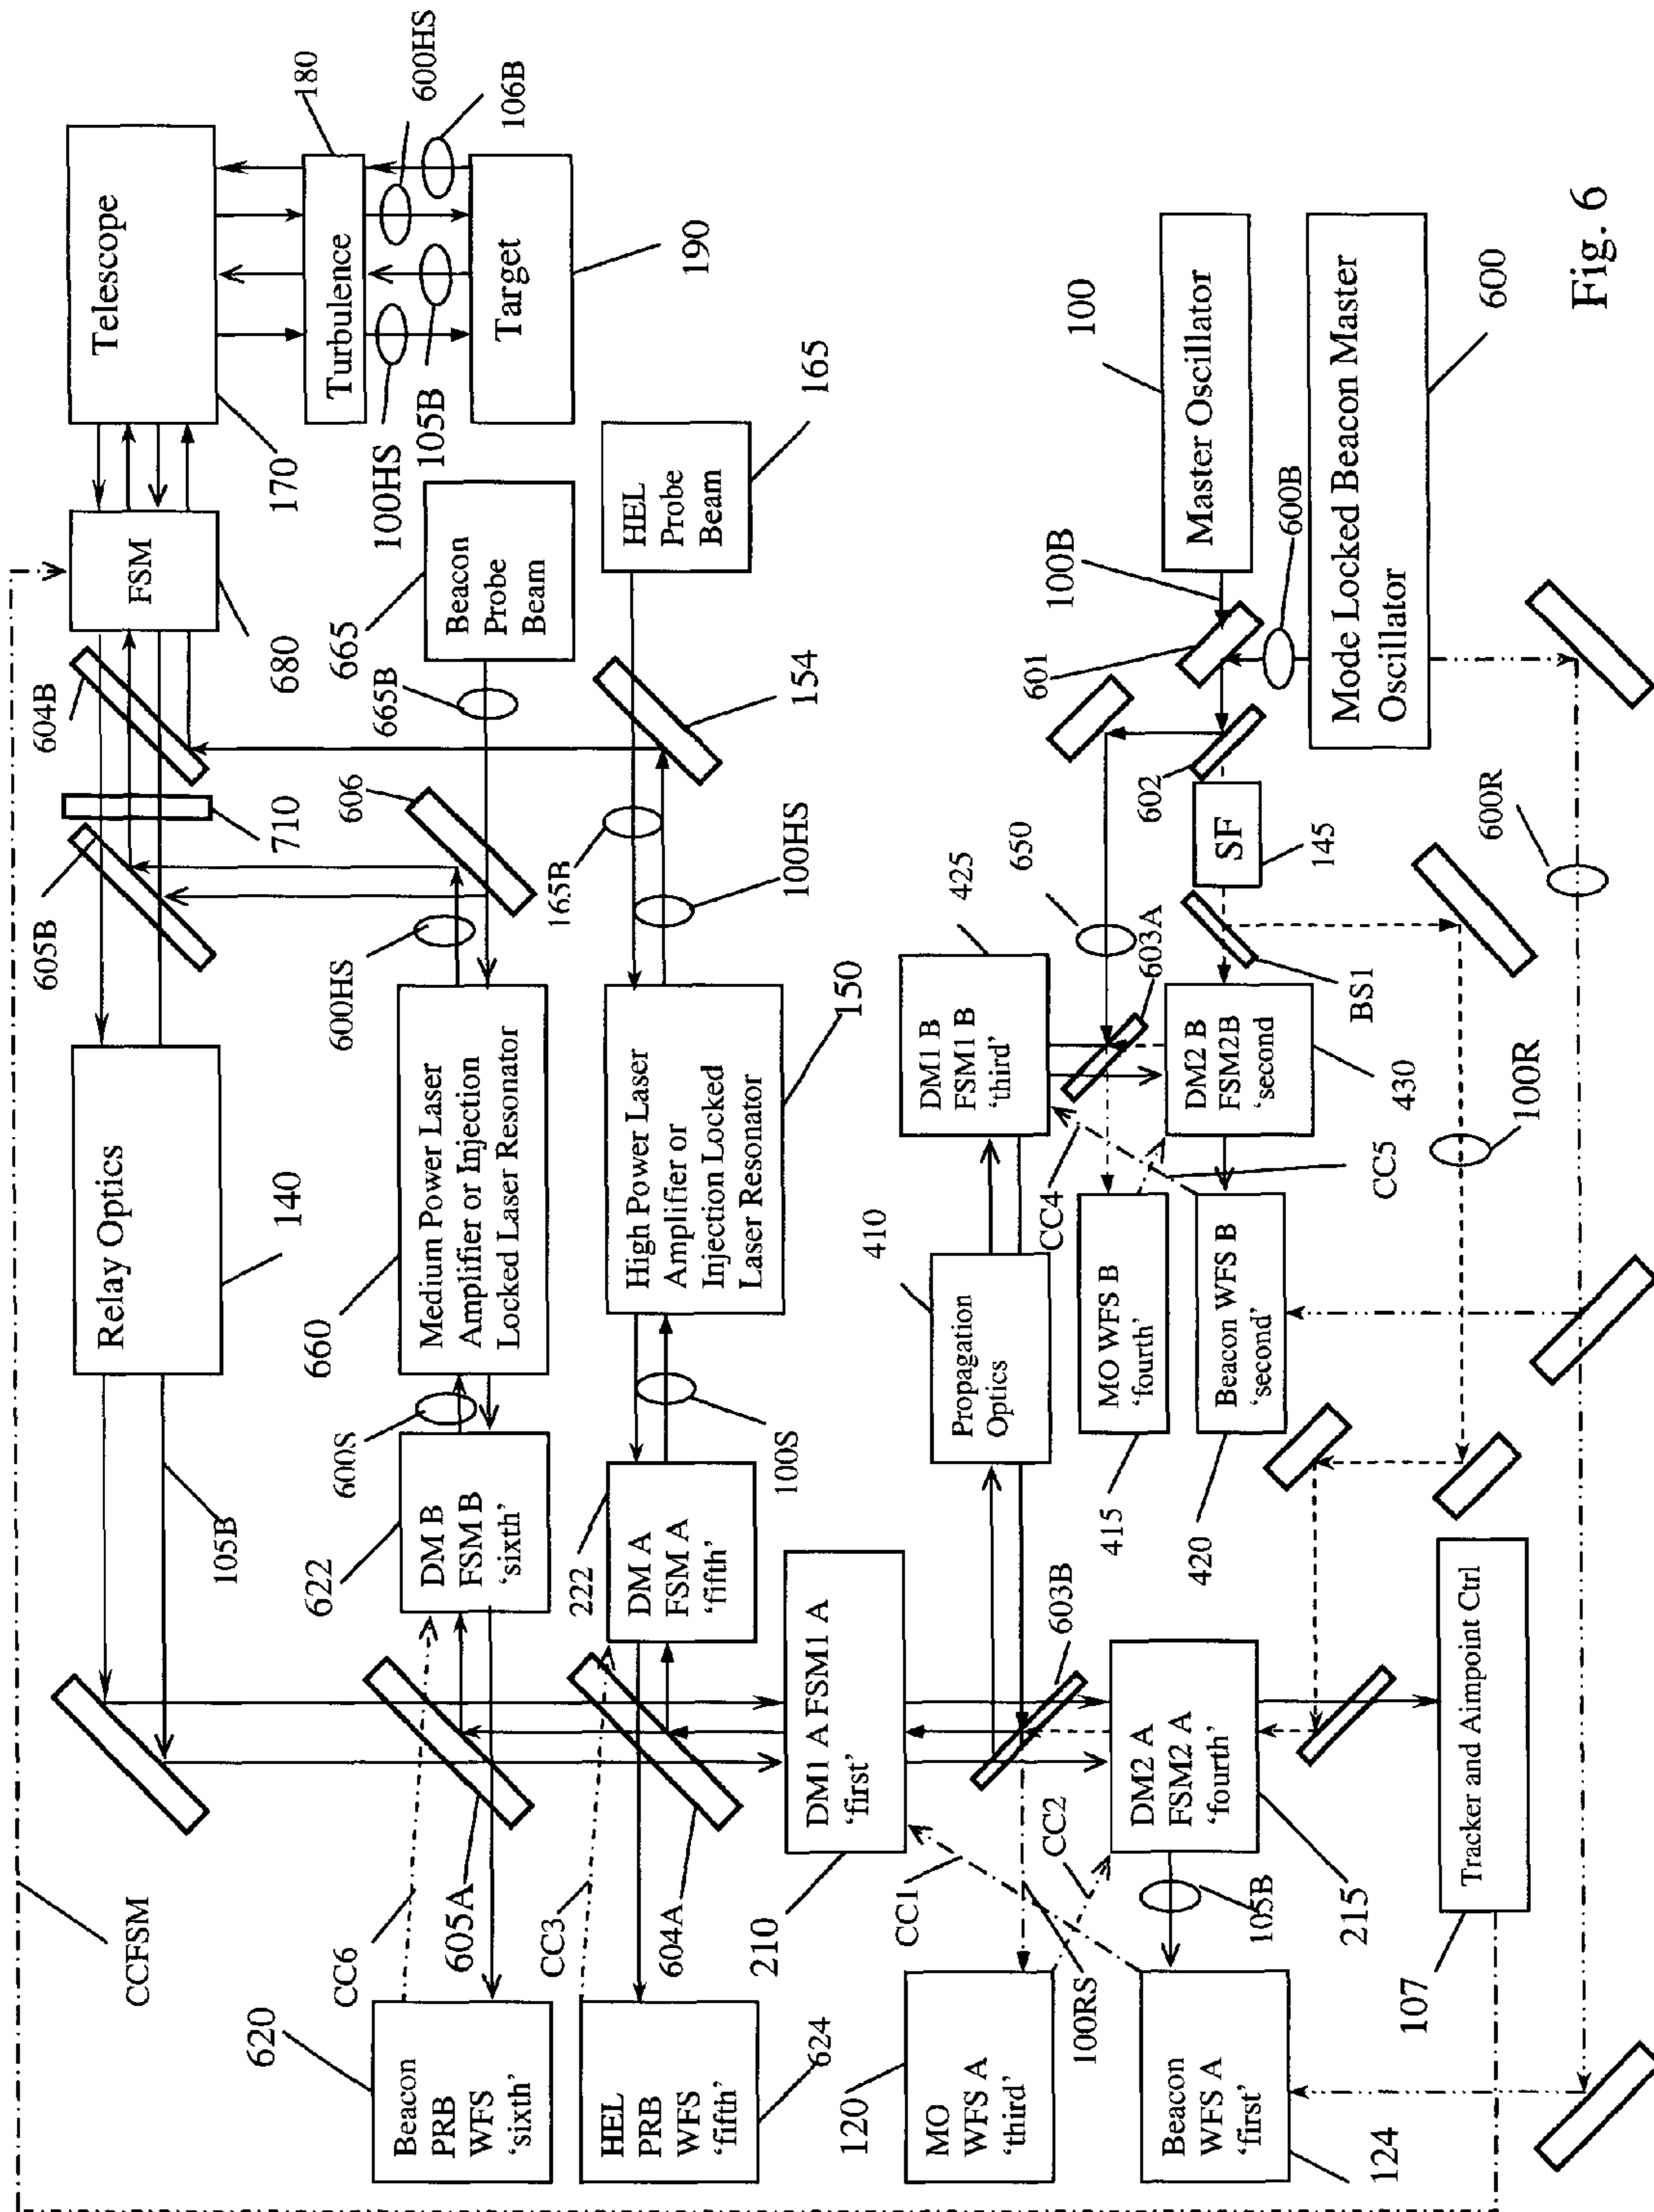 CCFSM
105B
Relay Optics
140
605B
710
604B
680
FSM
170
Telescope
180
Turbulence
600HS
106B
100HS
105B
Target
190
620
Beacon
PRB
WFS
'sixth'
CC6
605A
622
DM B
FSM B
'sixth'
600S
660
Medium Power Laser
Amplifier or Injection
Locked Laser Resonator
600HS
606
665B
665
Beacon
Probe
Beam
HEL
PRB
WFS
'fifth'
624
CC3
604A
222
DM A
FSM A
'fifth'
100S
High Power Laser
Amplifier or
Injection Locked
Laser Resonator
150
165B
100HS
154
HEL
Probe
Beam
165
210
DM1 A FSM1 A
'first'
120
MO
WFS A
'third'
CC1
CC2
100RS
603B
410
Propagation
Optics
425
DM1 B
FSM1 B
'third'
650
603A
601
602
100B
100
Master Oscillator
CC4
415
MO WFS B
'fourth'
CC5
420
Beacon WFS B
'second'
DM2 B
FSM2B
'second
430
BS1
SF
145
600B
Mode Locked Beacon Master
Oscillator
600
124
Beacon
WFS A
'first'
105B
DM2 A
FSM2 A
'fourth'
215
107
Tracker and Aimpoint Ctrl
100R
600R
Fig. 6